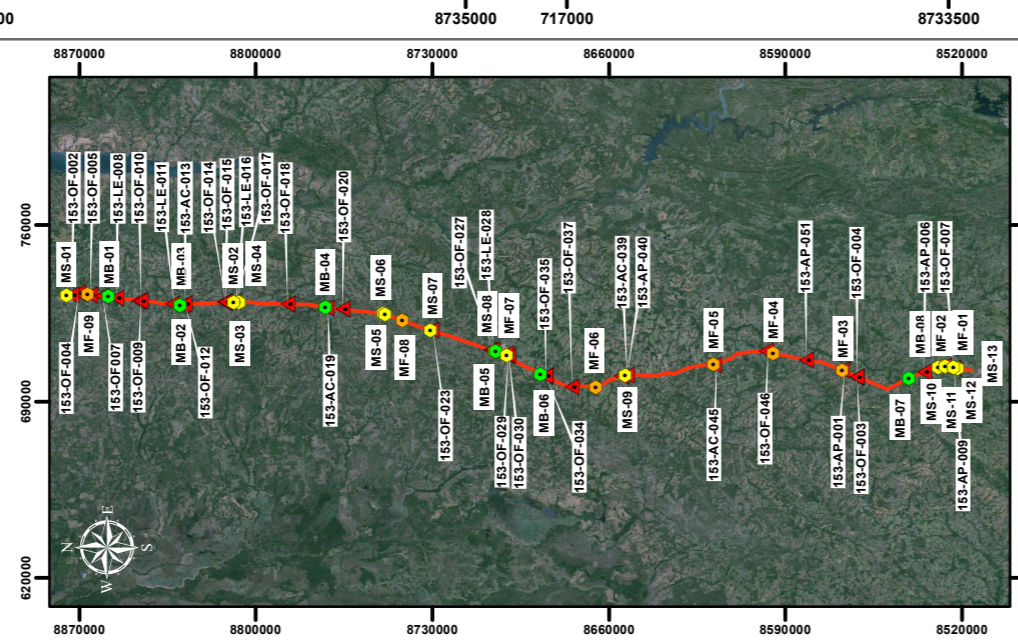 00
8735000
717000
8733500
8870000
8800000
8730000
8660000
8590000
8520000
760000
690000
620000
MS-01
153-OF-002
153-OF-005
MB-01
153-LE-008
153-OF-010
153-LE-011
MB-03
153-AC-013
153-OF-014
153-OF-015
MS-02
153-LE-016
MS-04
153-OF-017
153-OF-018
MB-04
153-OF-020
MS-06
MS-07
153-OF-027
153-LE-028
MS-08
MF-07
153-OF-035
153-OF-037
MF-06
153-AC-039
153-AP-040
MF-05
MF-04
153-AP-051
MF-03
153-OF-004
MB-08
153-AP-006
MF-02
153-OF-007
MF-01
MS-13
153-OF-004
MF-09
153-OF007
153-OF-009
MB-02
153-OF-012
MS-03
153-AC-019
MS-05
MF-08
153-OF-023
MB-05
153-OF-029
153-OF-030
MB-06
153-OF-034
MS-09
153-AC-045
153-OF-046
153-AP-001
153-OF-003
MB-07
MS-10
MS-11
MS-12
153-AP-009
N
E
S
W
8870000
8800000
8730000
8660000
8590000
8520000